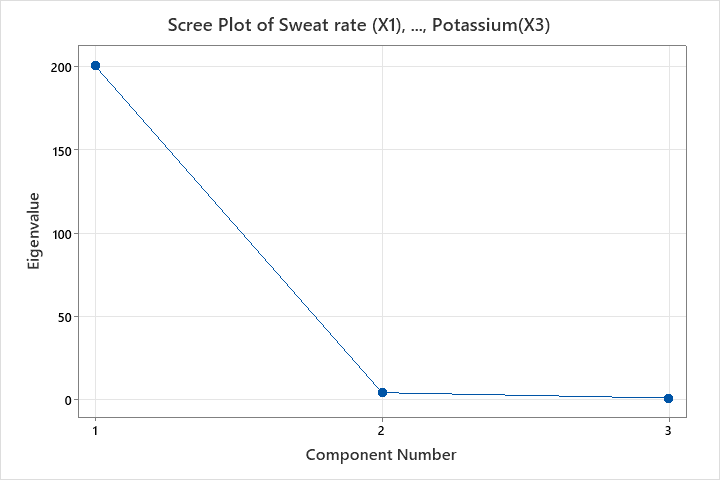 Scree Plot of Sweat rate (X1), ..., Potassium(X3)
200
150
100
50
0
Eigenvalue
1 2 3
Component Number